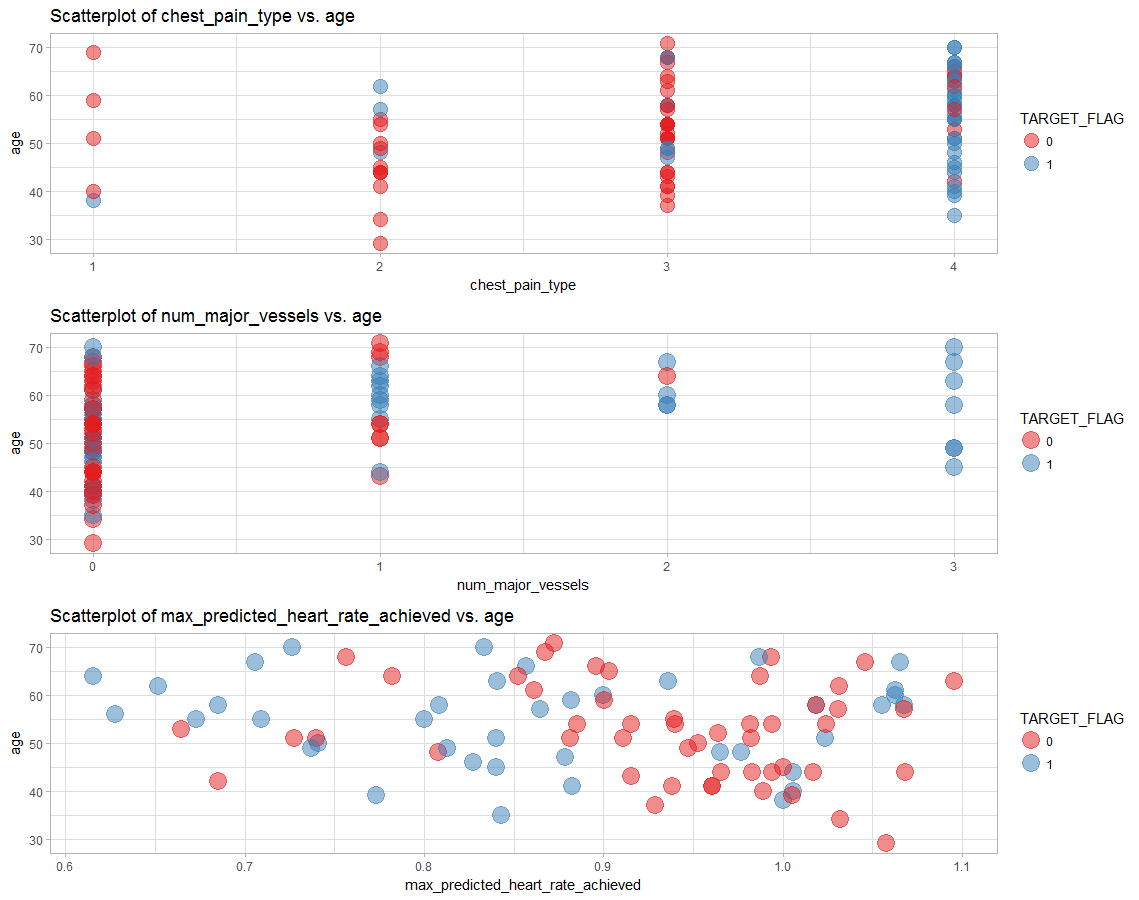 Scatterplot of chest_pain_type vs. age
70
60
50
40
30
age
1
2
3
4
chest_pain_type
TARGET_FLAG
0
1
Scatterplot of num_major_vessels vs. age
70
60
50
40
30
age
0
1
2
3
num_major_vessels
TARGET_FLAG
0
1
Scatterplot of max_predicted_heart_rate_achieved vs. age
70
60
50
40
30
age
0.6
0.7
0.8
0.9
1.0
1.1
max_predicted_heart_rate_achieved
TARGET_FLAG
0
1